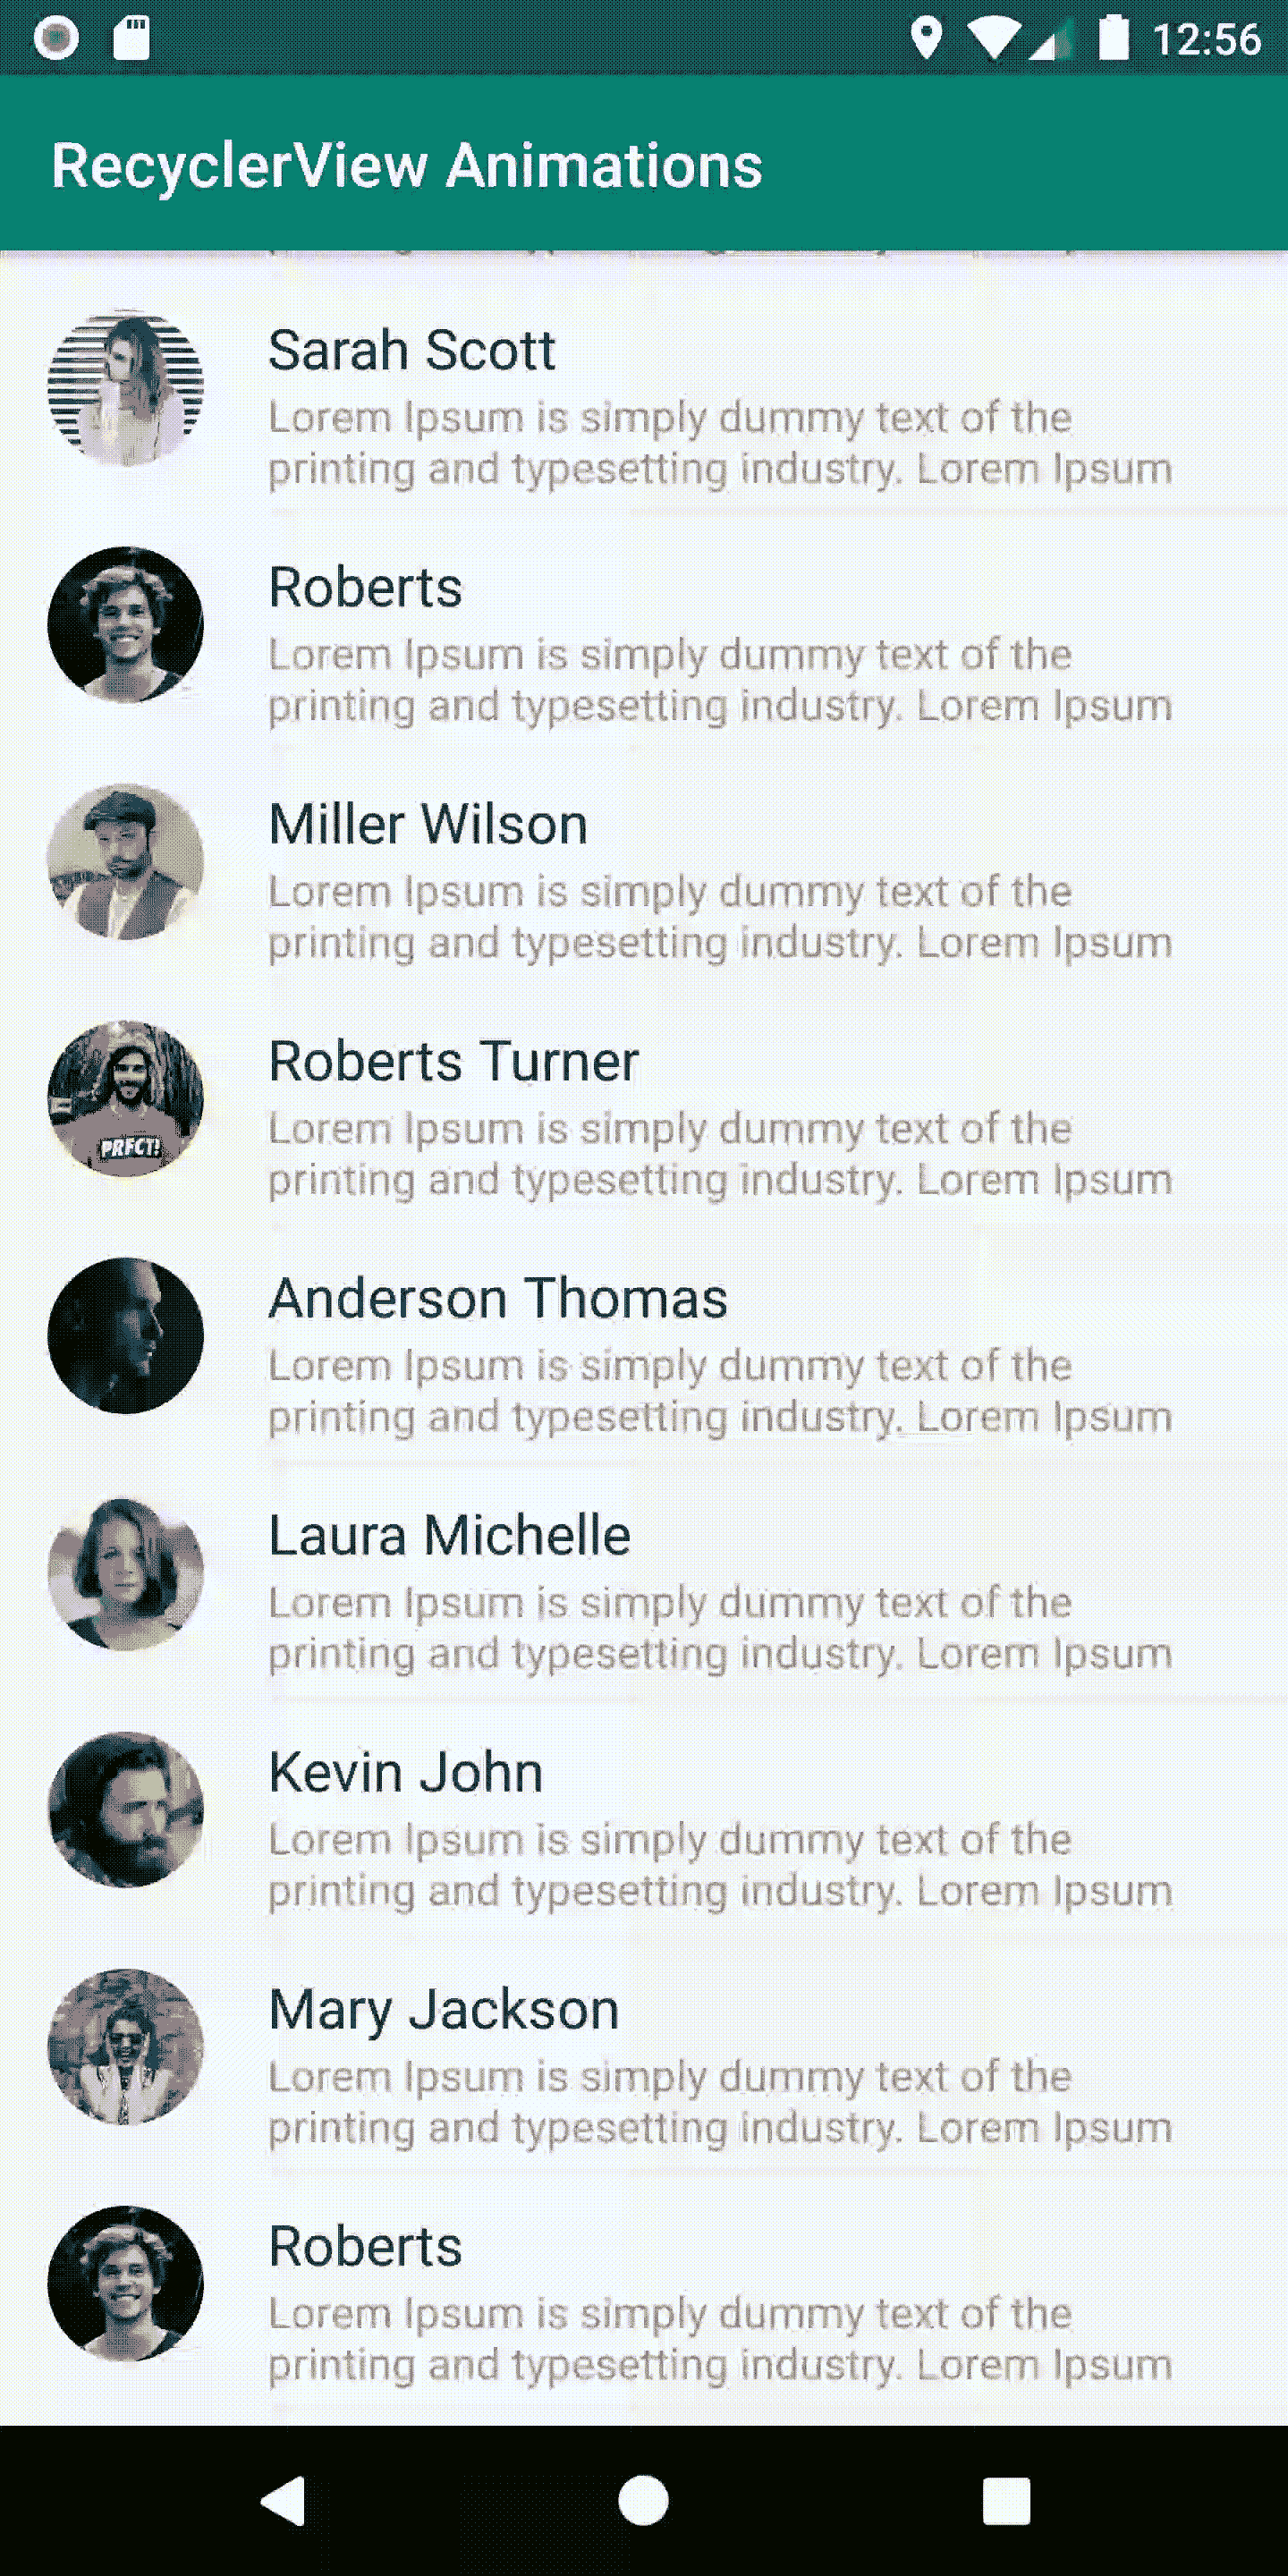 12:56
RecyclerView Animations
Sarah Scott
Lorem Ipsum is simply dummy text of the
printing and typesetting industry. Lorem Ipsum
Roberts
Lorem Ipsum is simply dummy text of the
printing and typesetting industry. Lorem Ipsum
Miller Wilson
Lorem Ipsum is simply dummy text of the
printing and typesetting industry. Lorem Ipsum
Roberts Turner
PRFCT!
Lorem Ipsum is simply dummy text of the
printing and typesetting industry. Lorem Ipsum
Anderson Thomas
Lorem Ipsum is simply dummy text of the
printing and typesetting industry. Lorem Ipsum
Laura Michelle
Lorem Ipsum is simply dummy text of the
printing and typesetting industry. Lorem Ipsum
Kevin John
Lorem Ipsum is simply dummy text of the
printing and typesetting industry. Lorem Ipsum
Mary Jackson
Lorem Ipsum is simply dummy text of the
printing and typesetting industry. Lorem Ipsum
Roberts
Lorem Ipsum is simply dummy text of the
printing and typesetting industry. Lorem Ipsum